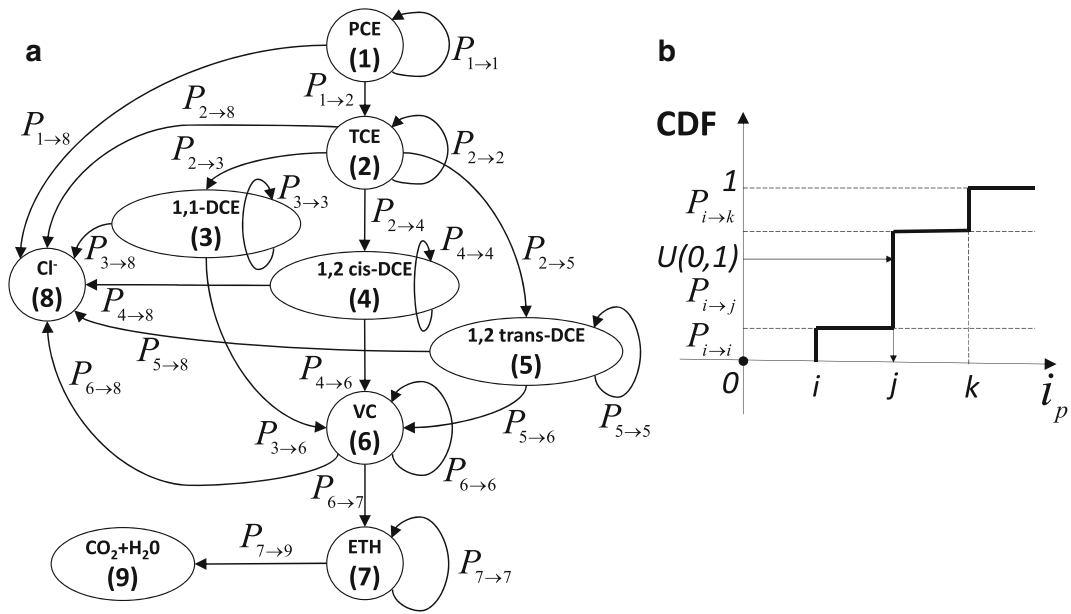 a
PCE
(1)
P1→1
P1→2
P1→8
P2→8
TCE
(2)
P2→2
P2→3
P2→4
P2→5
1,1-DCE
(3)
P3→3
P3→8
1,2 cis-DCE
(4)
P4→4
Cl-
(8)
P4→8
1,2 trans-DCE
(5)
P5→8
P5→5
P6→8
P4→6
P3→6
P5→6
VC
(6)
P6→6
P6→7
ETH
(7)
P7→7
P7→9
CO2+H20
(9)
b
CDF
1
Pi→k
U(0,1)
Pi→j
Pi→i
0
i
j
k
ip